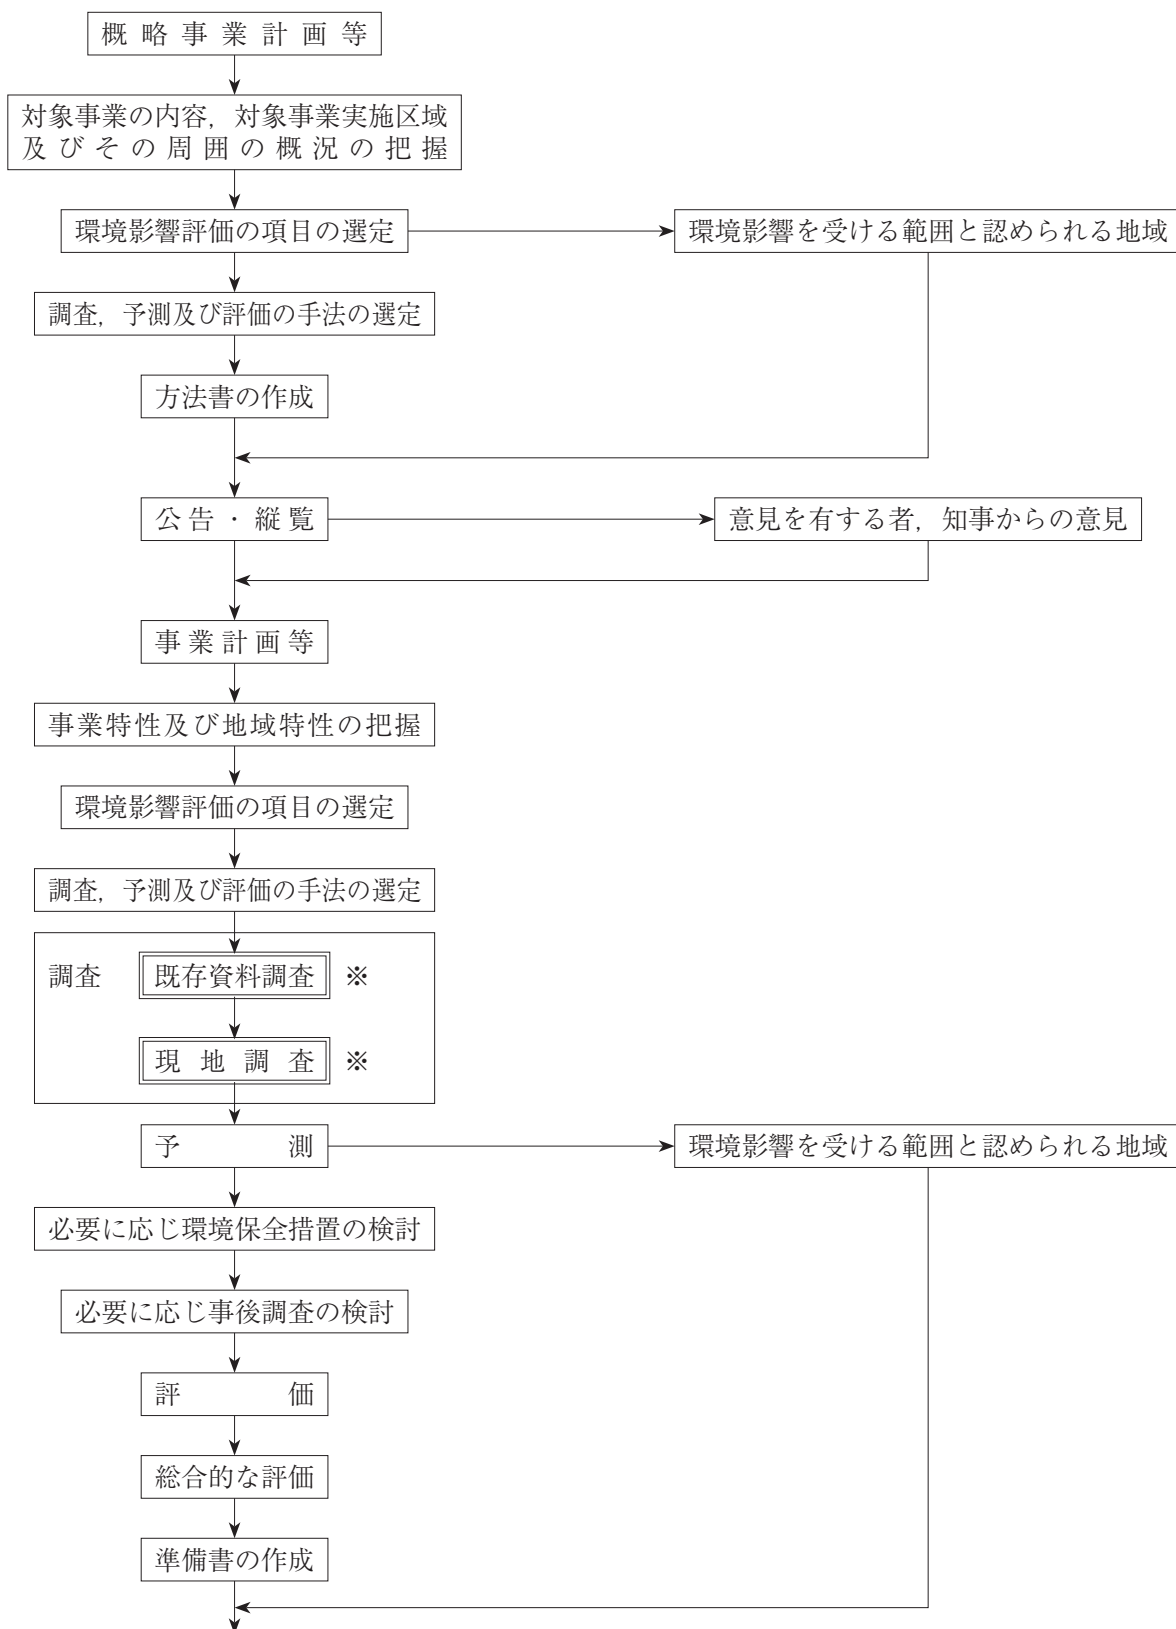 概略事業計画等
対象事業の内容，対象事業実施区域
及びその周囲の概況の把握
環境影響評価の項目の選定
環境影響を受ける範囲と認められる地域
調査，予測及び評価の手法の選定
方法書の作成
公告・縦覧
意見を有する者，知事からの意見
事業計画等
事業特性及び地域特性の把握
環境影響評価の項目の選定
調査，予測及び評価の手法の選定
調査 既存資料調査 ※
現地調査 ※
予測
環境影響を受ける範囲と認められる地域
必要に応じ環境保全措置の検討
必要に応じ事後調査の検討
評価
総合的な評価
準備書の作成